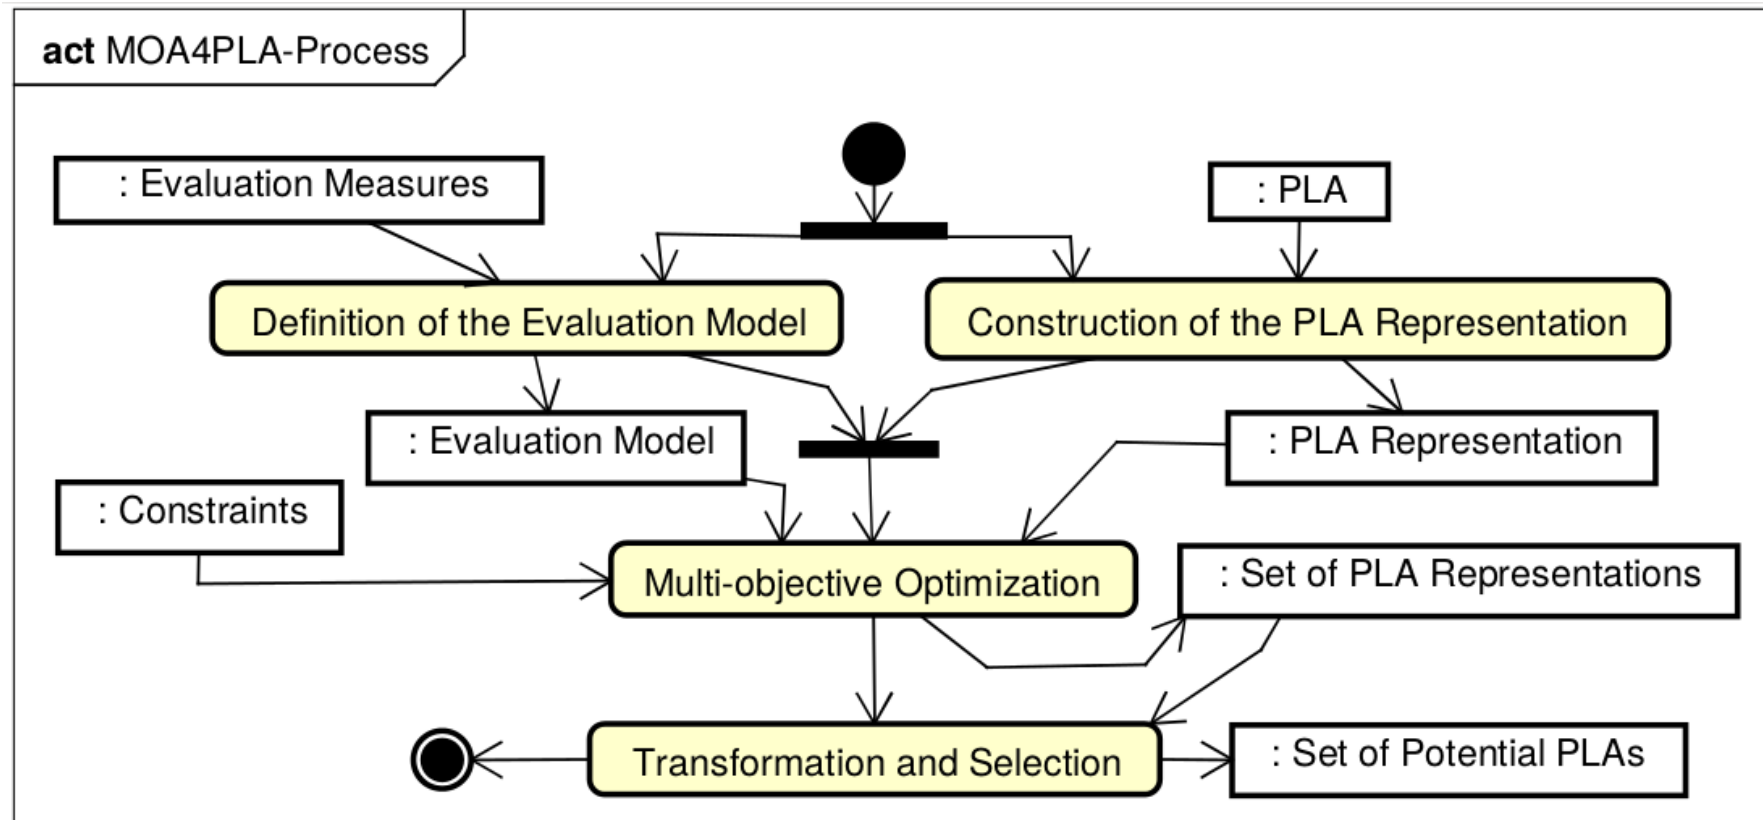 act MOA4PLA-Process
: Evaluation Measures
: PLA
Definition of the Evaluation Model
Construction of the PLA Representation
: Evaluation Model
: PLA Representation
: Constraints
Multi-objective Optimization
: Set of PLA Representations
Transformation and Selection
: Set of Potential PLAs